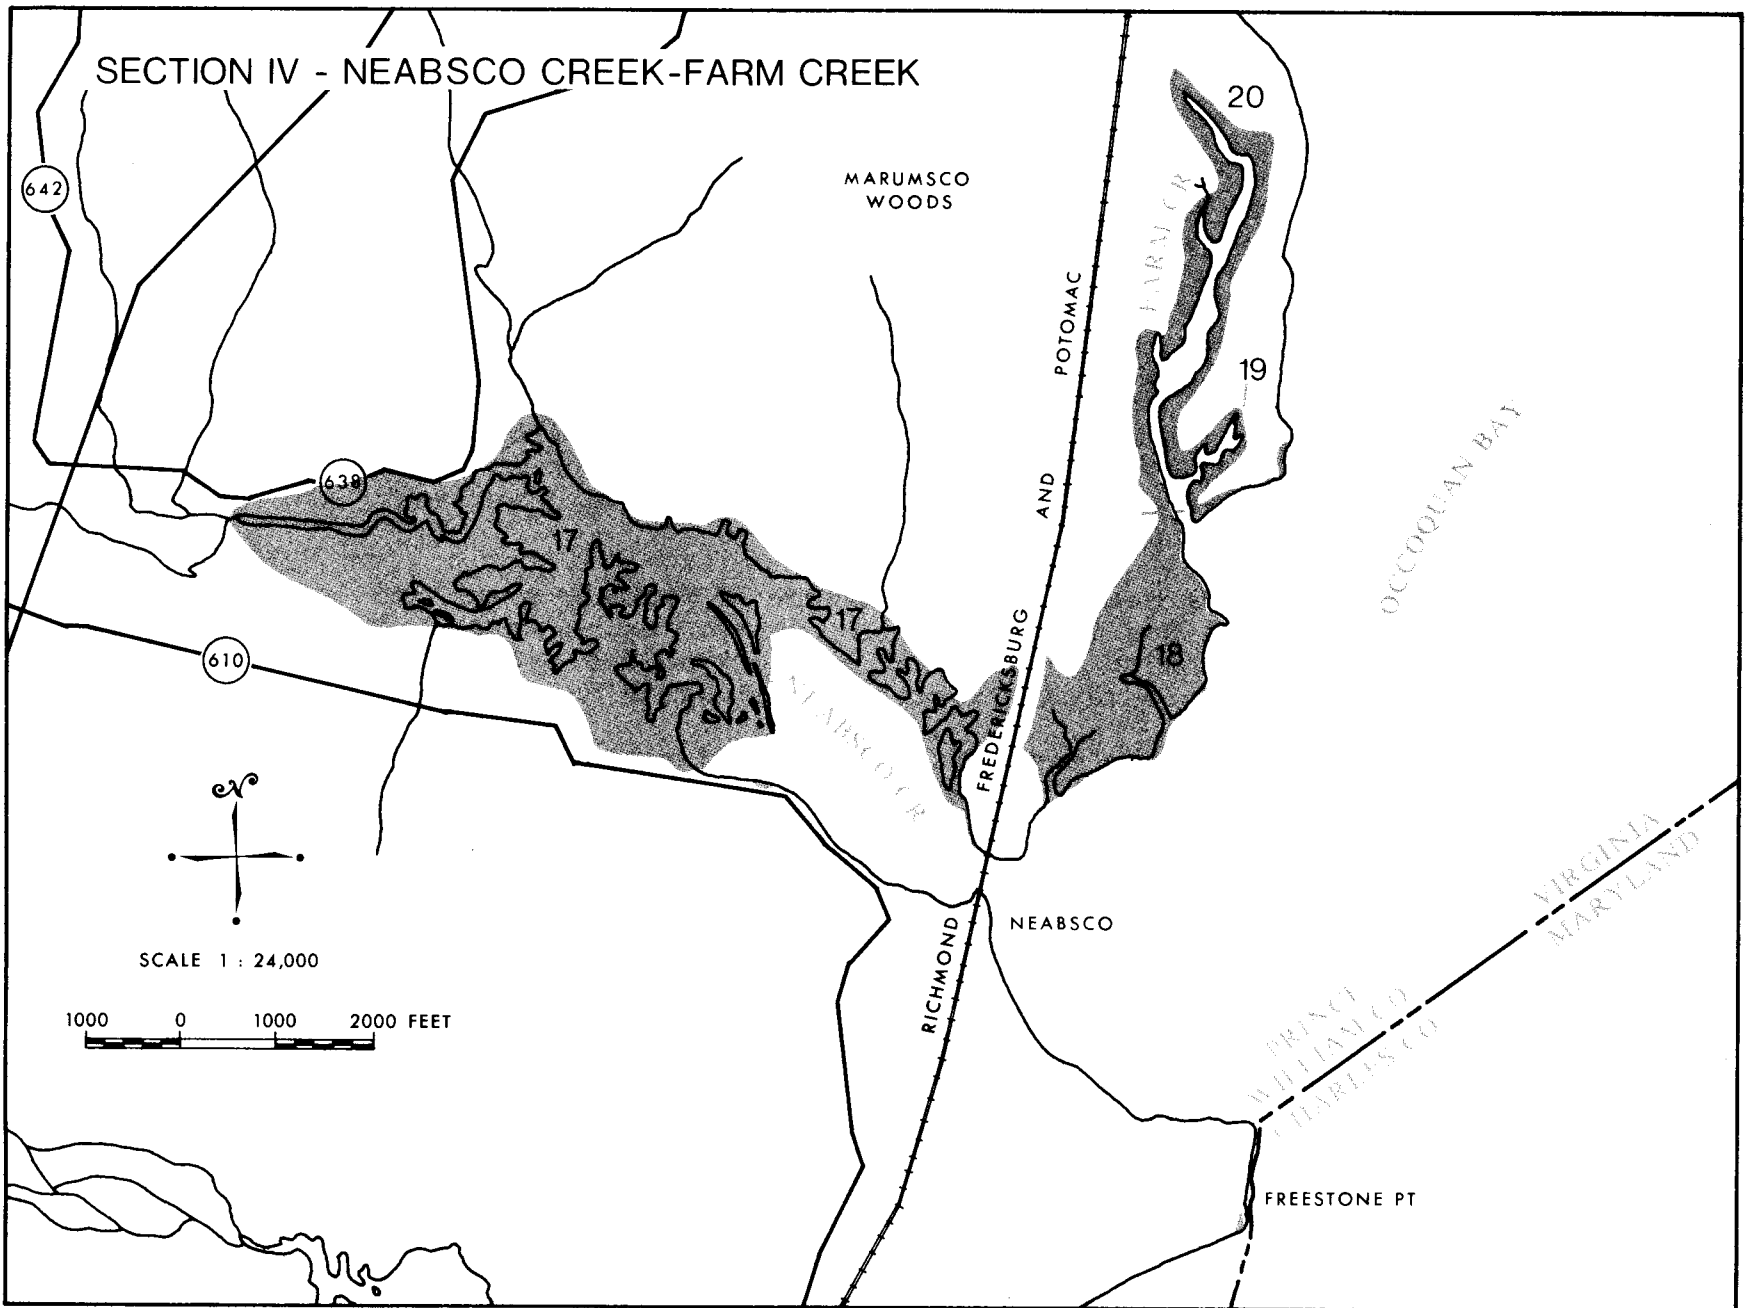 SECTION IV - NEABSCO CREEK-FARM CREEK
20
642
MARUMSCO
WOODS
FARM CR
POTOMAC
19
638
AND
OCCOQUAN BAY
17
17
FREDERICKSBURG
18
610
NEABSCO CR
N
VIRGINIA
MARYLAND
NEABSCO
RICHMOND
SCALE 1 : 24,000
PRINCE
WILLIAM CO
CHARLES CO
1000 0 1000 2000 FEET
FREESTONE PT